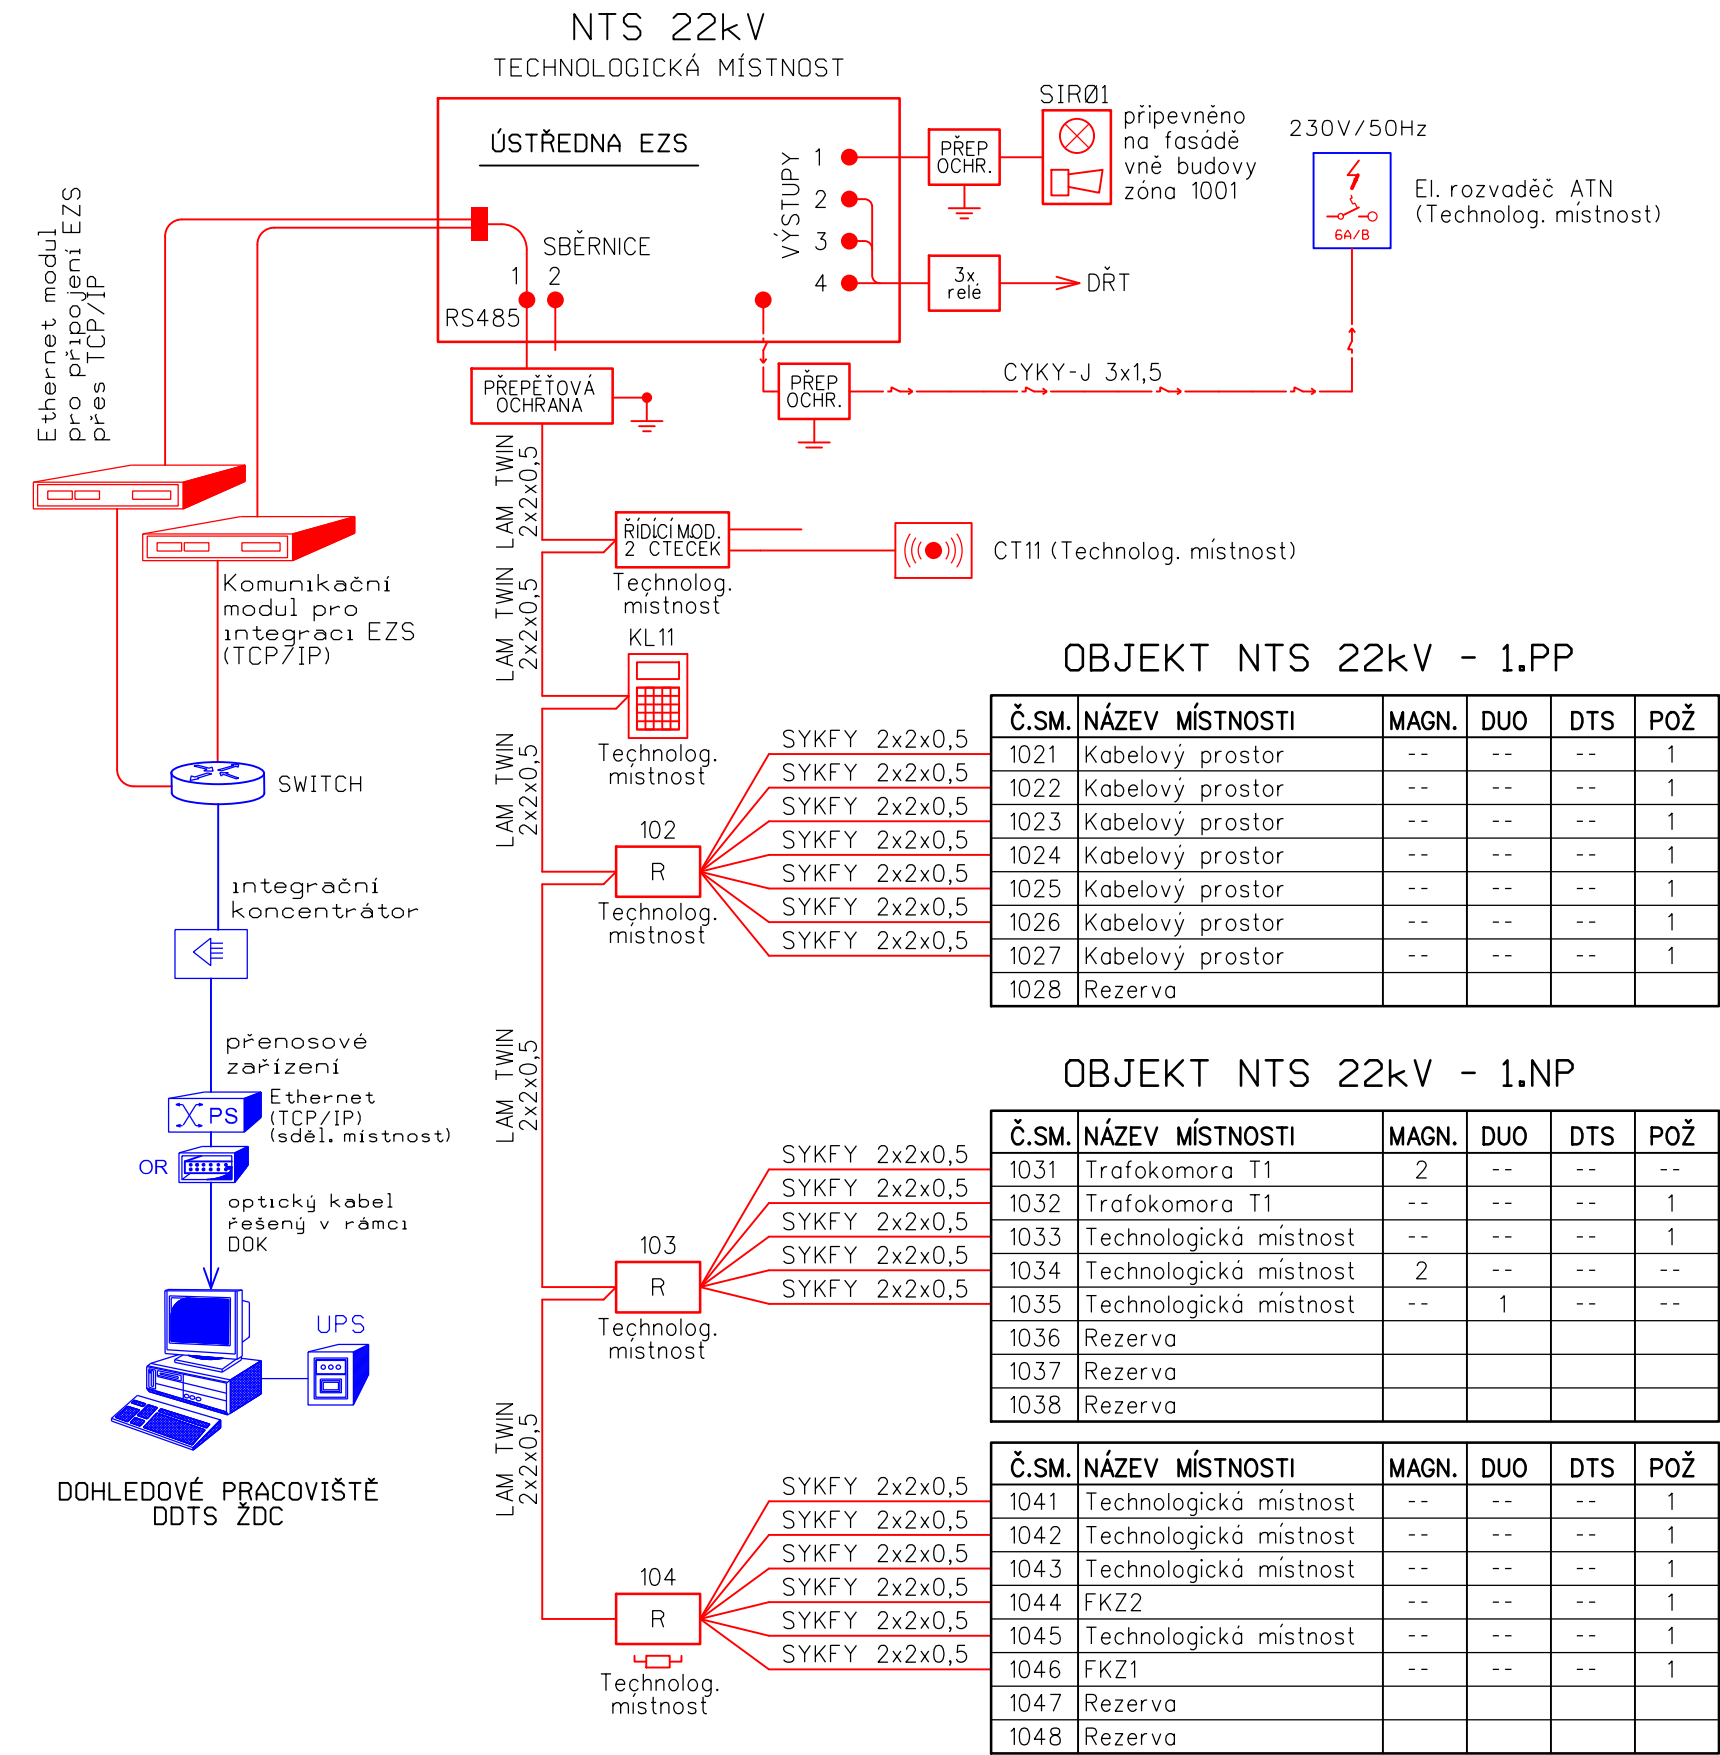 NTS 22kV
TECHNOLOGICKÁ MÍSTNOST
ÚSTŘEDNA EZS
VÝSTUPY
1
2
3
4
SBĚRNICE
1
2
RS485
PŘEP
OCHR.
SIRØ1
připevněno
na fasádě
vně budovy
zóna 1001
230V/50Hz
6A/B
El. rozvaděč ATN
(Technolog. místnost)
3x
relé
DŘT
PŘEPĚŤOVÁ
OCHRANA
PŘEP
OCHR.
CYKY-J 3x1,5
Ethernet modul
pro připojení EZS
přes TCP/IP
Komunikační
modul pro
integraci EZS
(TCP/IP)
SWITCH
integrační
koncentrátor
přenosové
zařízení
PS
Ethernet
(TCP/IP)
(sděl. místnost)
OR
optický kabel
řešený v rámci
DOK
UPS
DOHLEDOVÉ PRACOVIŠTĚ
DDTS ŽDC
LAM TWIN
2x2x0,5
ŘÍDÍCÍ MOD.
2 ČTEČEK
Technolog.
místnost
CT11 (Technolog. místnost)
LAM TWIN
2x2x0,5
KL11
Technolog.
místnost
LAM TWIN
2x2x0,5
102
R
Technolog.
místnost
SYKFY 2x2x0,5
SYKFY 2x2x0,5
SYKFY 2x2x0,5
SYKFY 2x2x0,5
SYKFY 2x2x0,5
SYKFY 2x2x0,5
SYKFY 2x2x0,5
OBJEKT NTS 22kV - 1.PP
Č.SM. NÁZEV MÍSTNOSTI MAGN. DUO DTS POŽ
1021 Kabelový prostor -- -- -- 1
1022 Kabelový prostor -- -- -- 1
1023 Kabelový prostor -- -- -- 1
1024 Kabelový prostor -- -- -- 1
1025 Kabelový prostor -- -- -- 1
1026 Kabelový prostor -- -- -- 1
1027 Kabelový prostor -- -- -- 1
1028 Rezerva
LAM TWIN
2x2x0,5
103
R
Technolog.
místnost
SYKFY 2x2x0,5
SYKFY 2x2x0,5
SYKFY 2x2x0,5
SYKFY 2x2x0,5
SYKFY 2x2x0,5
OBJEKT NTS 22kV - 1.NP
Č.SM. NÁZEV MÍSTNOSTI MAGN. DUO DTS POŽ
1031 Trafokomora T1 2 -- -- --
1032 Trafokomora T1 -- -- -- 1
1033 Technologická místnost -- -- -- 1
1034 Technologická místnost 2 -- -- --
1035 Technologická místnost -- 1 -- --
1036 Rezerva
1037 Rezerva
1038 Rezerva
LAM TWIN
2x2x0,5
104
R
Technolog.
místnost
SYKFY 2x2x0,5
SYKFY 2x2x0,5
SYKFY 2x2x0,5
SYKFY 2x2x0,5
SYKFY 2x2x0,5
SYKFY 2x2x0,5
Č.SM. NÁZEV MÍSTNOSTI MAGN. DUO DTS POŽ
1041 Technologická místnost -- -- -- 1
1042 Technologická místnost -- -- -- 1
1043 Technologická místnost -- -- -- 1
1044 FKZ2 -- -- -- 1
1045 Technologická místnost -- -- -- 1
1046 FKZ1 -- -- -- 1
1047 Rezerva
1048 Rezerva